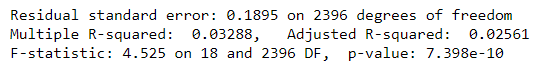 Residual standard error: 0.1895 on 2396 degrees of freedom
Multiple R-squared:  0.03288,   Adjusted R-squared:  0.02561
F-statistic: 4.525 on 18 and 2396 DF,  p-value: 7.398e-10